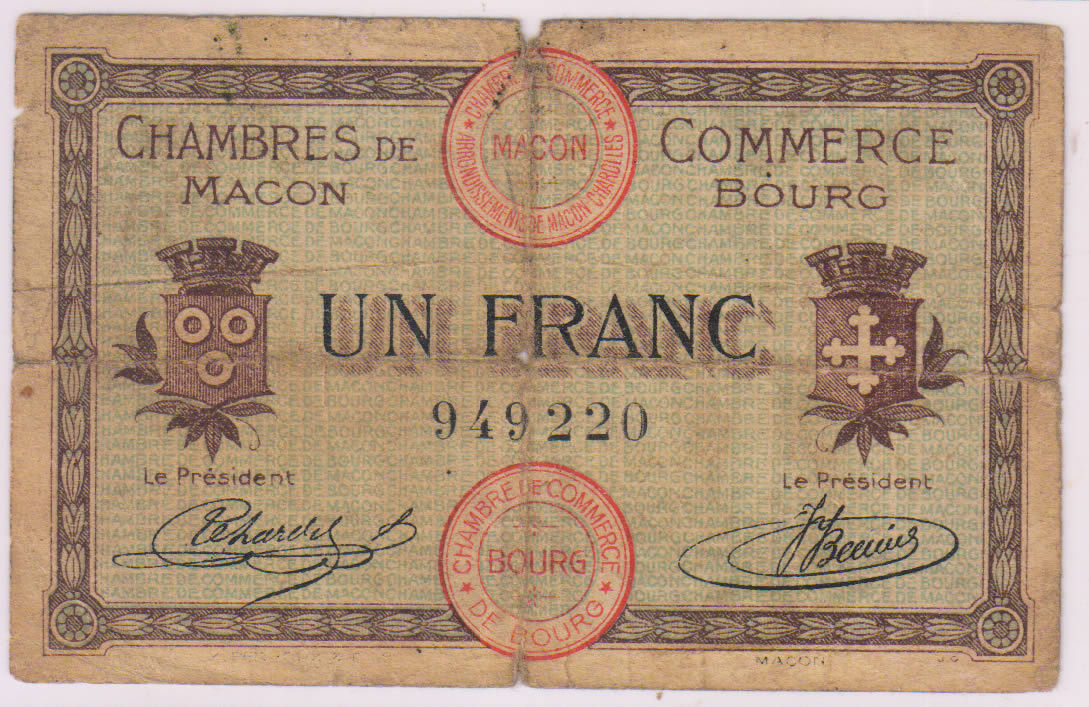 CHAMBRES DE COMMERCE
MACON BOURG
CHAMBRE DE COMMERCE
MACON
ARRONDISSEMENTS DE MACON CHAROLLES
UN FRANC
949220
Le Président
Le Président
CHAMBRE DE COMMERCE
BOURG
DE BOURG
MACON